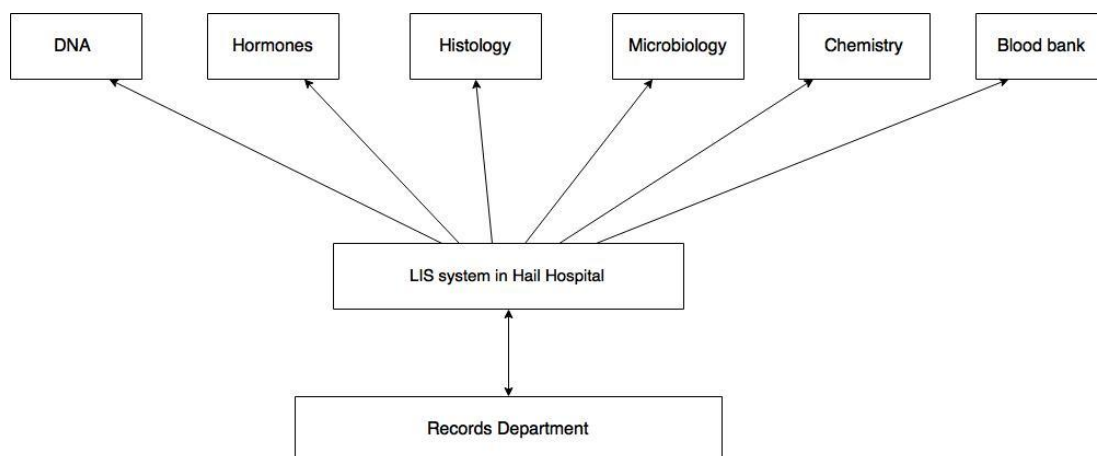 DNA
Hormones
Histology
Microbiology
Chemistry
Blood bank
LIS system in Hail Hospital
Records Department